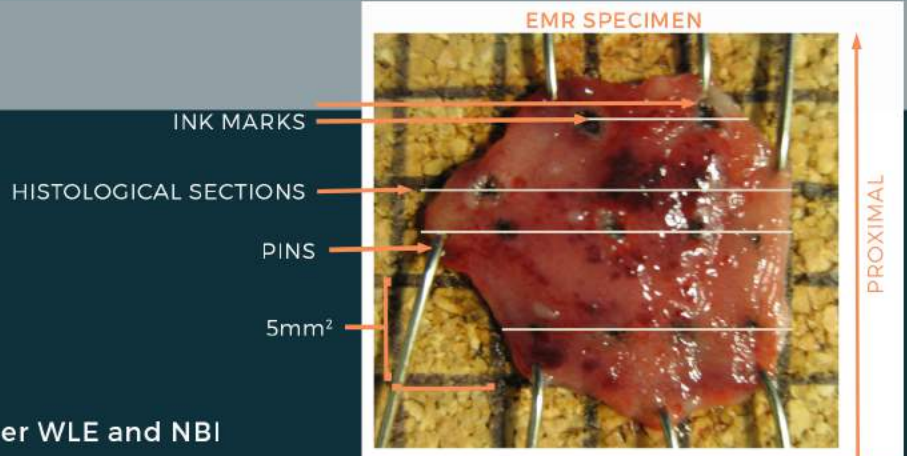 EMR SPECIMEN
INK MARKS
HISTOLOGICAL SECTIONS
PINS
5mm²
PROXIMAL
er WLE and NBI